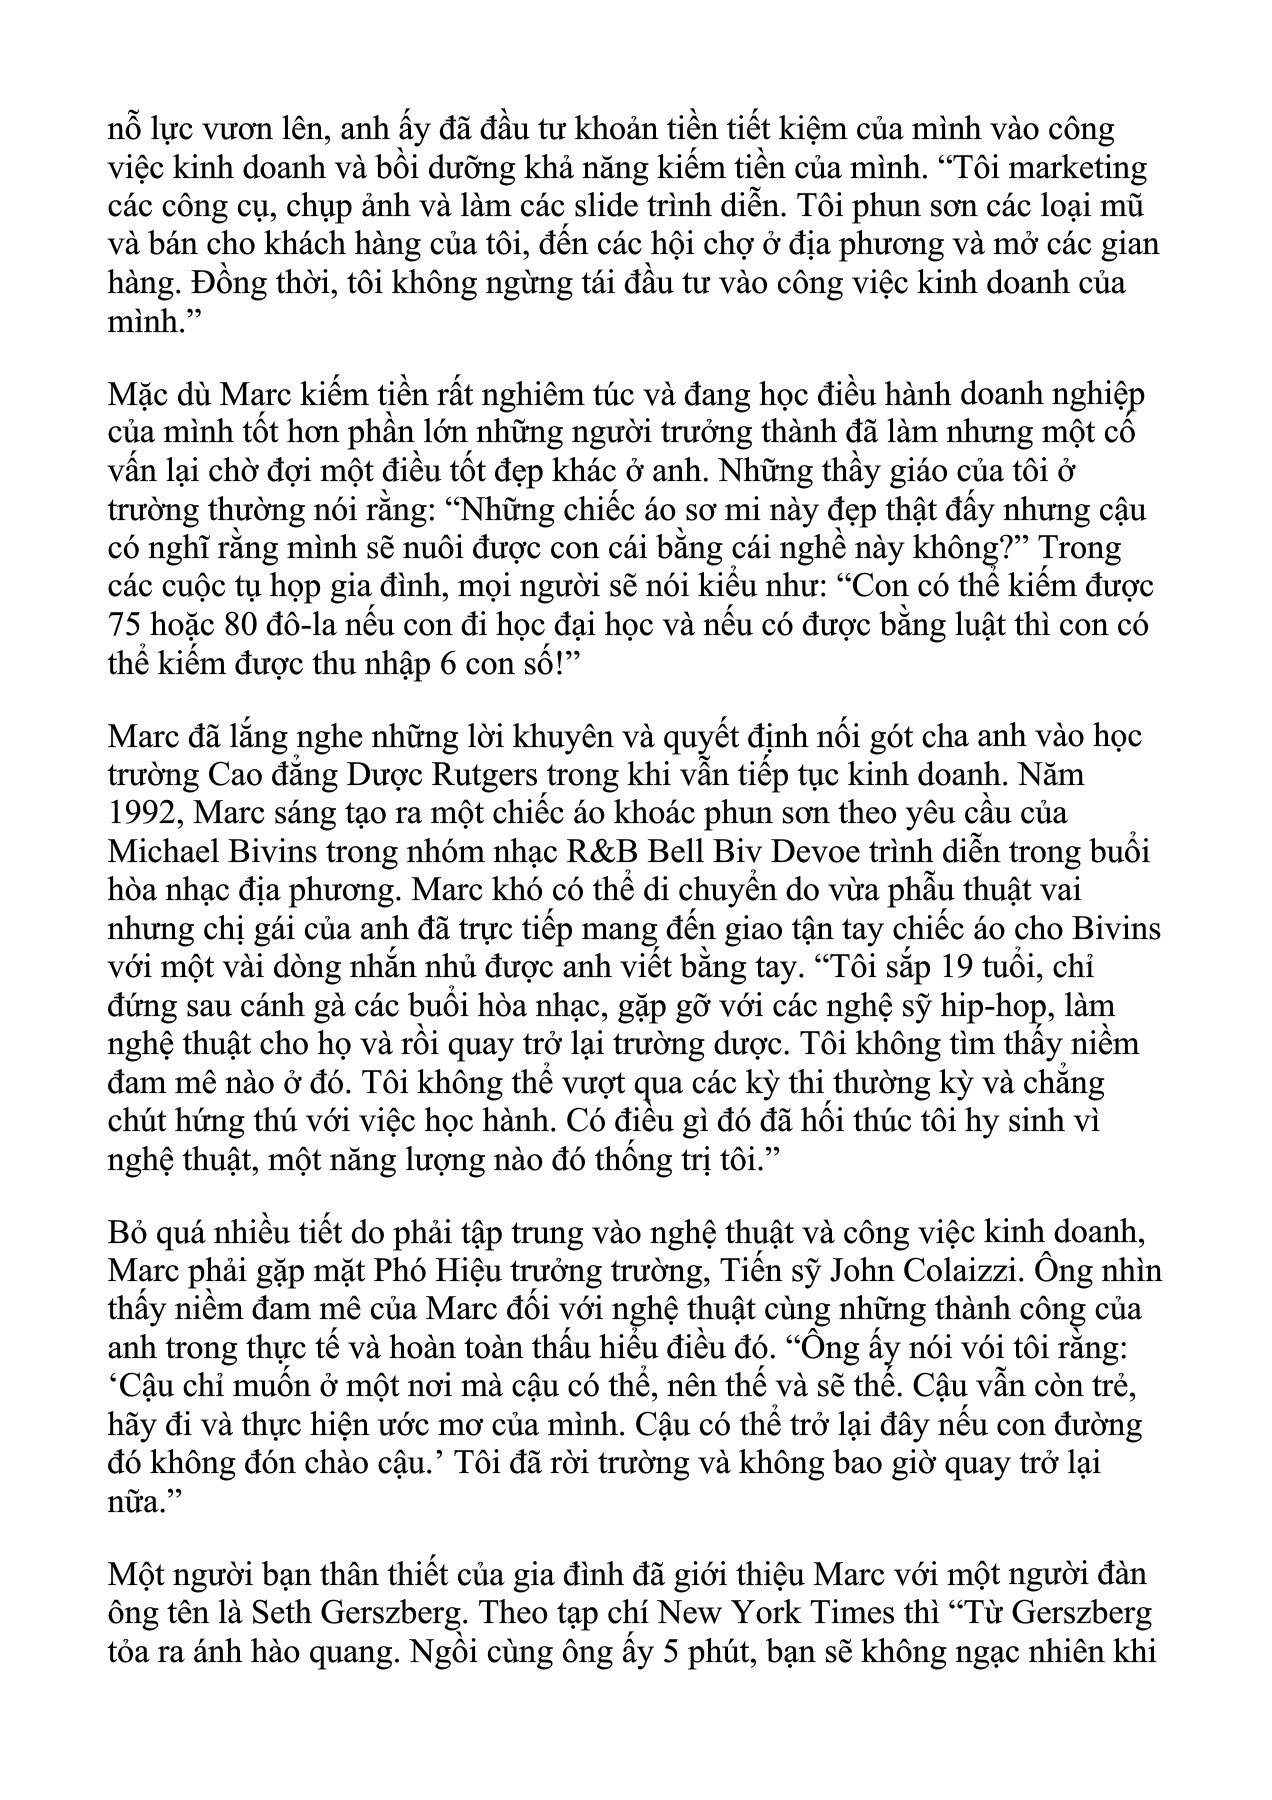 nỗ lực vươn lên, anh ấy đã đầu tư khoản tiền tiết kiệm của mình vào công
việc kinh doanh và bồi dưỡng khả năng kiếm tiền của mình. “Tôi marketing
các công cụ, chụp ảnh và làm các slide trình diễn. Tôi phun sơn các loại mũ
và bán cho khách hàng của tôi, đến các hội chợ ở địa phương và mở các gian
hàng. Đồng thời, tôi không ngừng tái đầu tư vào công việc kinh doanh của
mình.”
Mặc dù Marc kiếm tiền rất nghiêm túc và đang học điều hành doanh nghiệp
của mình tốt hơn phần lớn những người trưởng thành đã làm nhưng một cố
vấn lại chờ đợi một điều tốt đẹp khác ở anh. Những thầy giáo của tôi ở
trường thường nói rằng: “Những chiếc áo sơ mi này đẹp thật đấy nhưng cậu
có nghĩ rằng mình sẽ nuôi được con cái bằng cái nghề này không?” Trong
các cuộc tụ họp gia đình, mọi người sẽ nói kiểu như: “Con có thể kiếm được
75 hoặc 80 đô-la nếu con đi học đại học và nếu có được bằng luật thì con có
thể kiếm được thu nhập 6 con số!”
Marc đã lắng nghe những lời khuyên và quyết định nối gót cha anh vào học
trường Cao đẳng Dược Rutgers trong khi vẫn tiếp tục kinh doanh. Năm
1992, Marc sáng tạo ra một chiếc áo khoác phun sơn theo yêu cầu của
Michael Bivins trong nhóm nhạc R&B Bell Biv Devoe trình diễn trong buổi
hòa nhạc địa phương. Marc khó có thể di chuyển do vừa phẫu thuật vai
nhưng chị gái của anh đã trực tiếp mang đến giao tận tay chiếc áo cho Bivins
với một vài dòng nhắn nhủ được anh viết bằng tay. “Tôi sắp 19 tuổi, chỉ
đứng sau cánh gà các buổi hòa nhạc, gặp gỡ với các nghệ sỹ hip-hop, làm
nghệ thuật cho họ và rồi quay trở lại trường dược. Tôi không tìm thấy niềm
đam mê nào ở đó. Tôi không thể vượt qua các kỳ thi thường kỳ và chẳng
chút hứng thú với việc học hành. Có điều gì đó đã hối thúc tôi hy sinh vì
nghệ thuật, một năng lượng nào đó thống trị tôi.”
Bỏ quá nhiều tiết do phải tập trung vào nghệ thuật và công việc kinh doanh,
Marc phải gặp mặt Phó Hiệu trưởng trường, Tiến sỹ John Colaizzi. Ông nhìn
thấy niềm đam mê của Marc đối với nghệ thuật cùng những thành công của
anh trong thực tế và hoàn toàn thấu hiểu điều đó. “Ông ấy nói vói tôi rằng:
‘Cậu chỉ muốn ở một nơi mà cậu có thể, nên thế và sẽ thế. Cậu vẫn còn trẻ,
hãy đi và thực hiện ước mơ của mình. Cậu có thể trở lại đây nếu con đường
đó không đón chào cậu.’ Tôi đã rời trường và không bao giờ quay trở lại
nữa.”
Một người bạn thân thiết của gia đình đã giới thiệu Marc với một người đàn
ông tên là Seth Gerszberg. Theo tạp chí New York Times thì “Từ Gerszberg
tỏa ra ánh hào quang. Ngồi cùng ông ấy 5 phút, bạn sẽ không ngạc nhiên khi